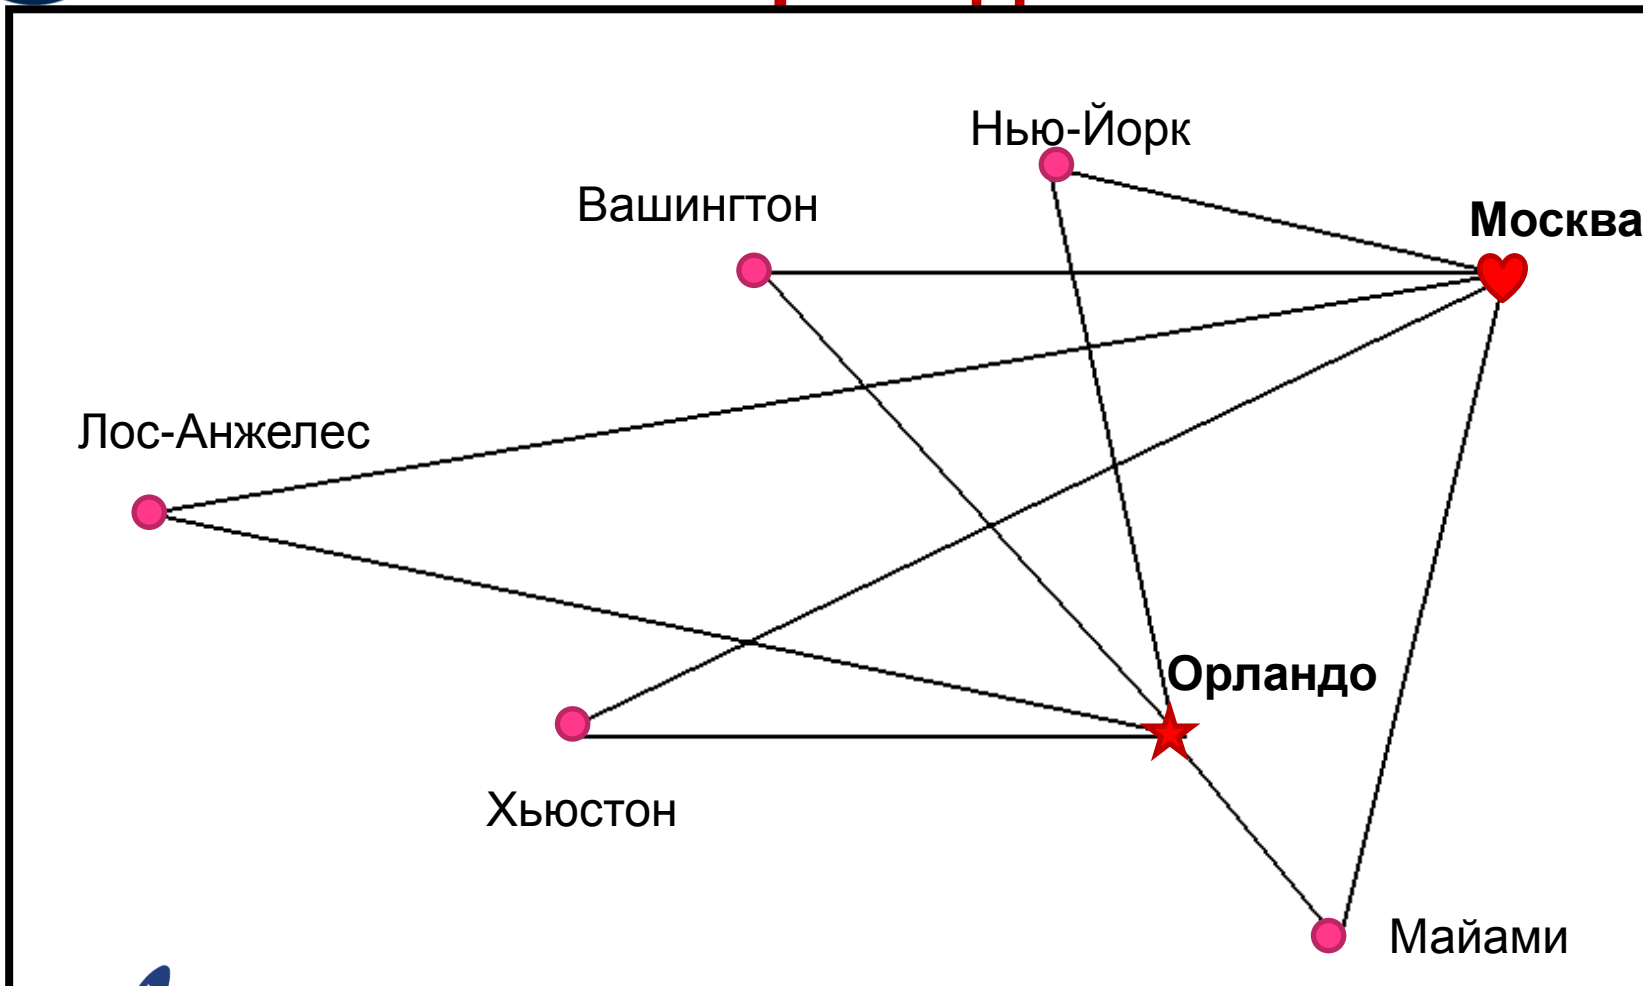 Нью-Йорк
Вашингтон
Москва
Лос-Анжелес
Орландо
Хьюстон
Майами